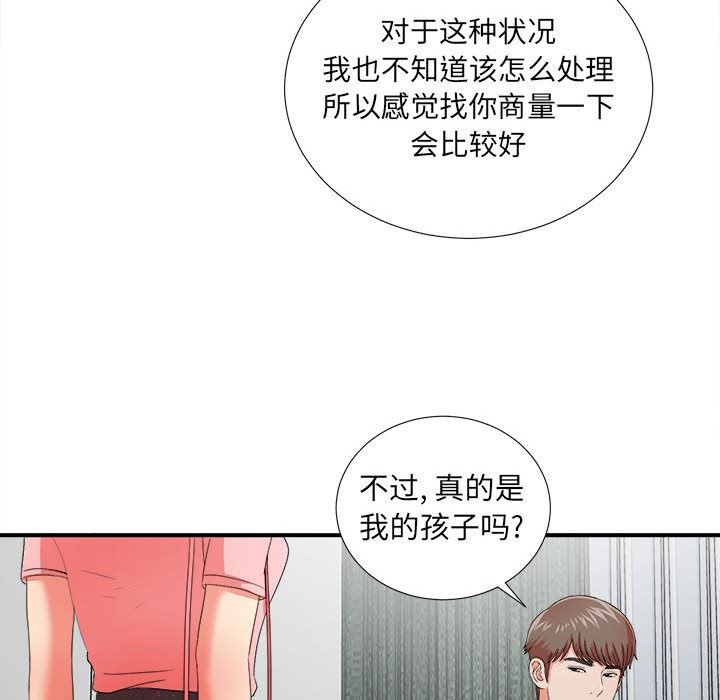 对于这种状况
我也不知道该怎么处理
所以感觉找你商量一下
会比较好
不过, 真的是
我的孩子吗?